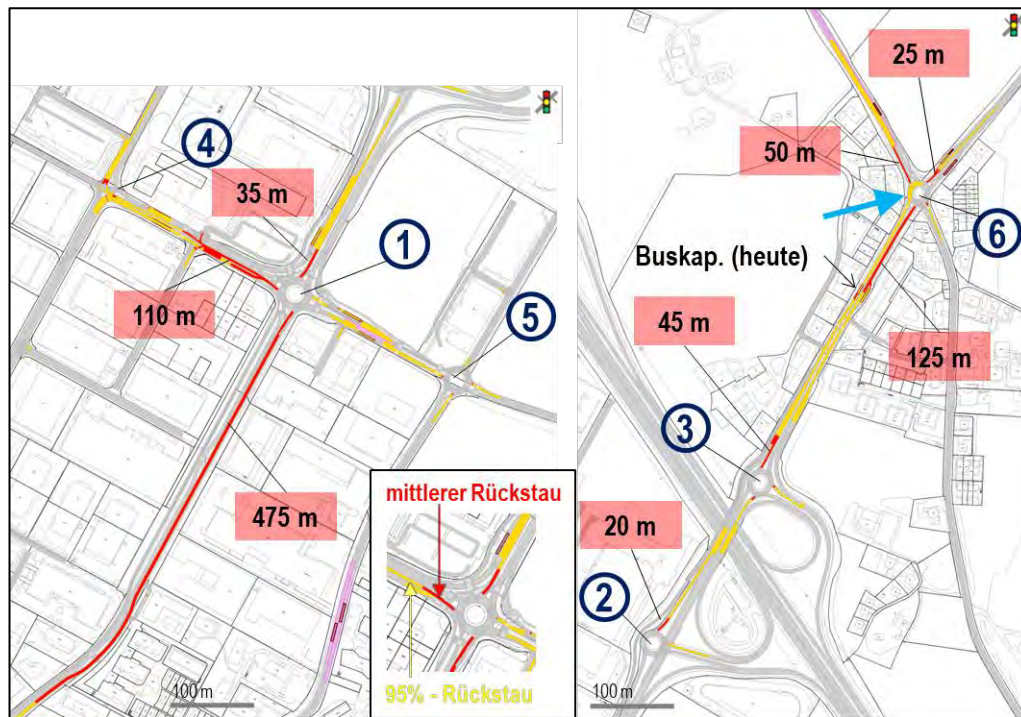 4
35 m
1
110 m
5
475 m
mittlerer Rückstau
95% - Rückstau
100 m
25 m
50 m
6
Buskap. (heute)
45 m
125 m
3
20 m
2
100 m